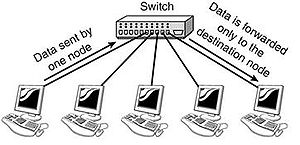 Switch
Data sent by
one node
Data is forwarded
only to the
destination node